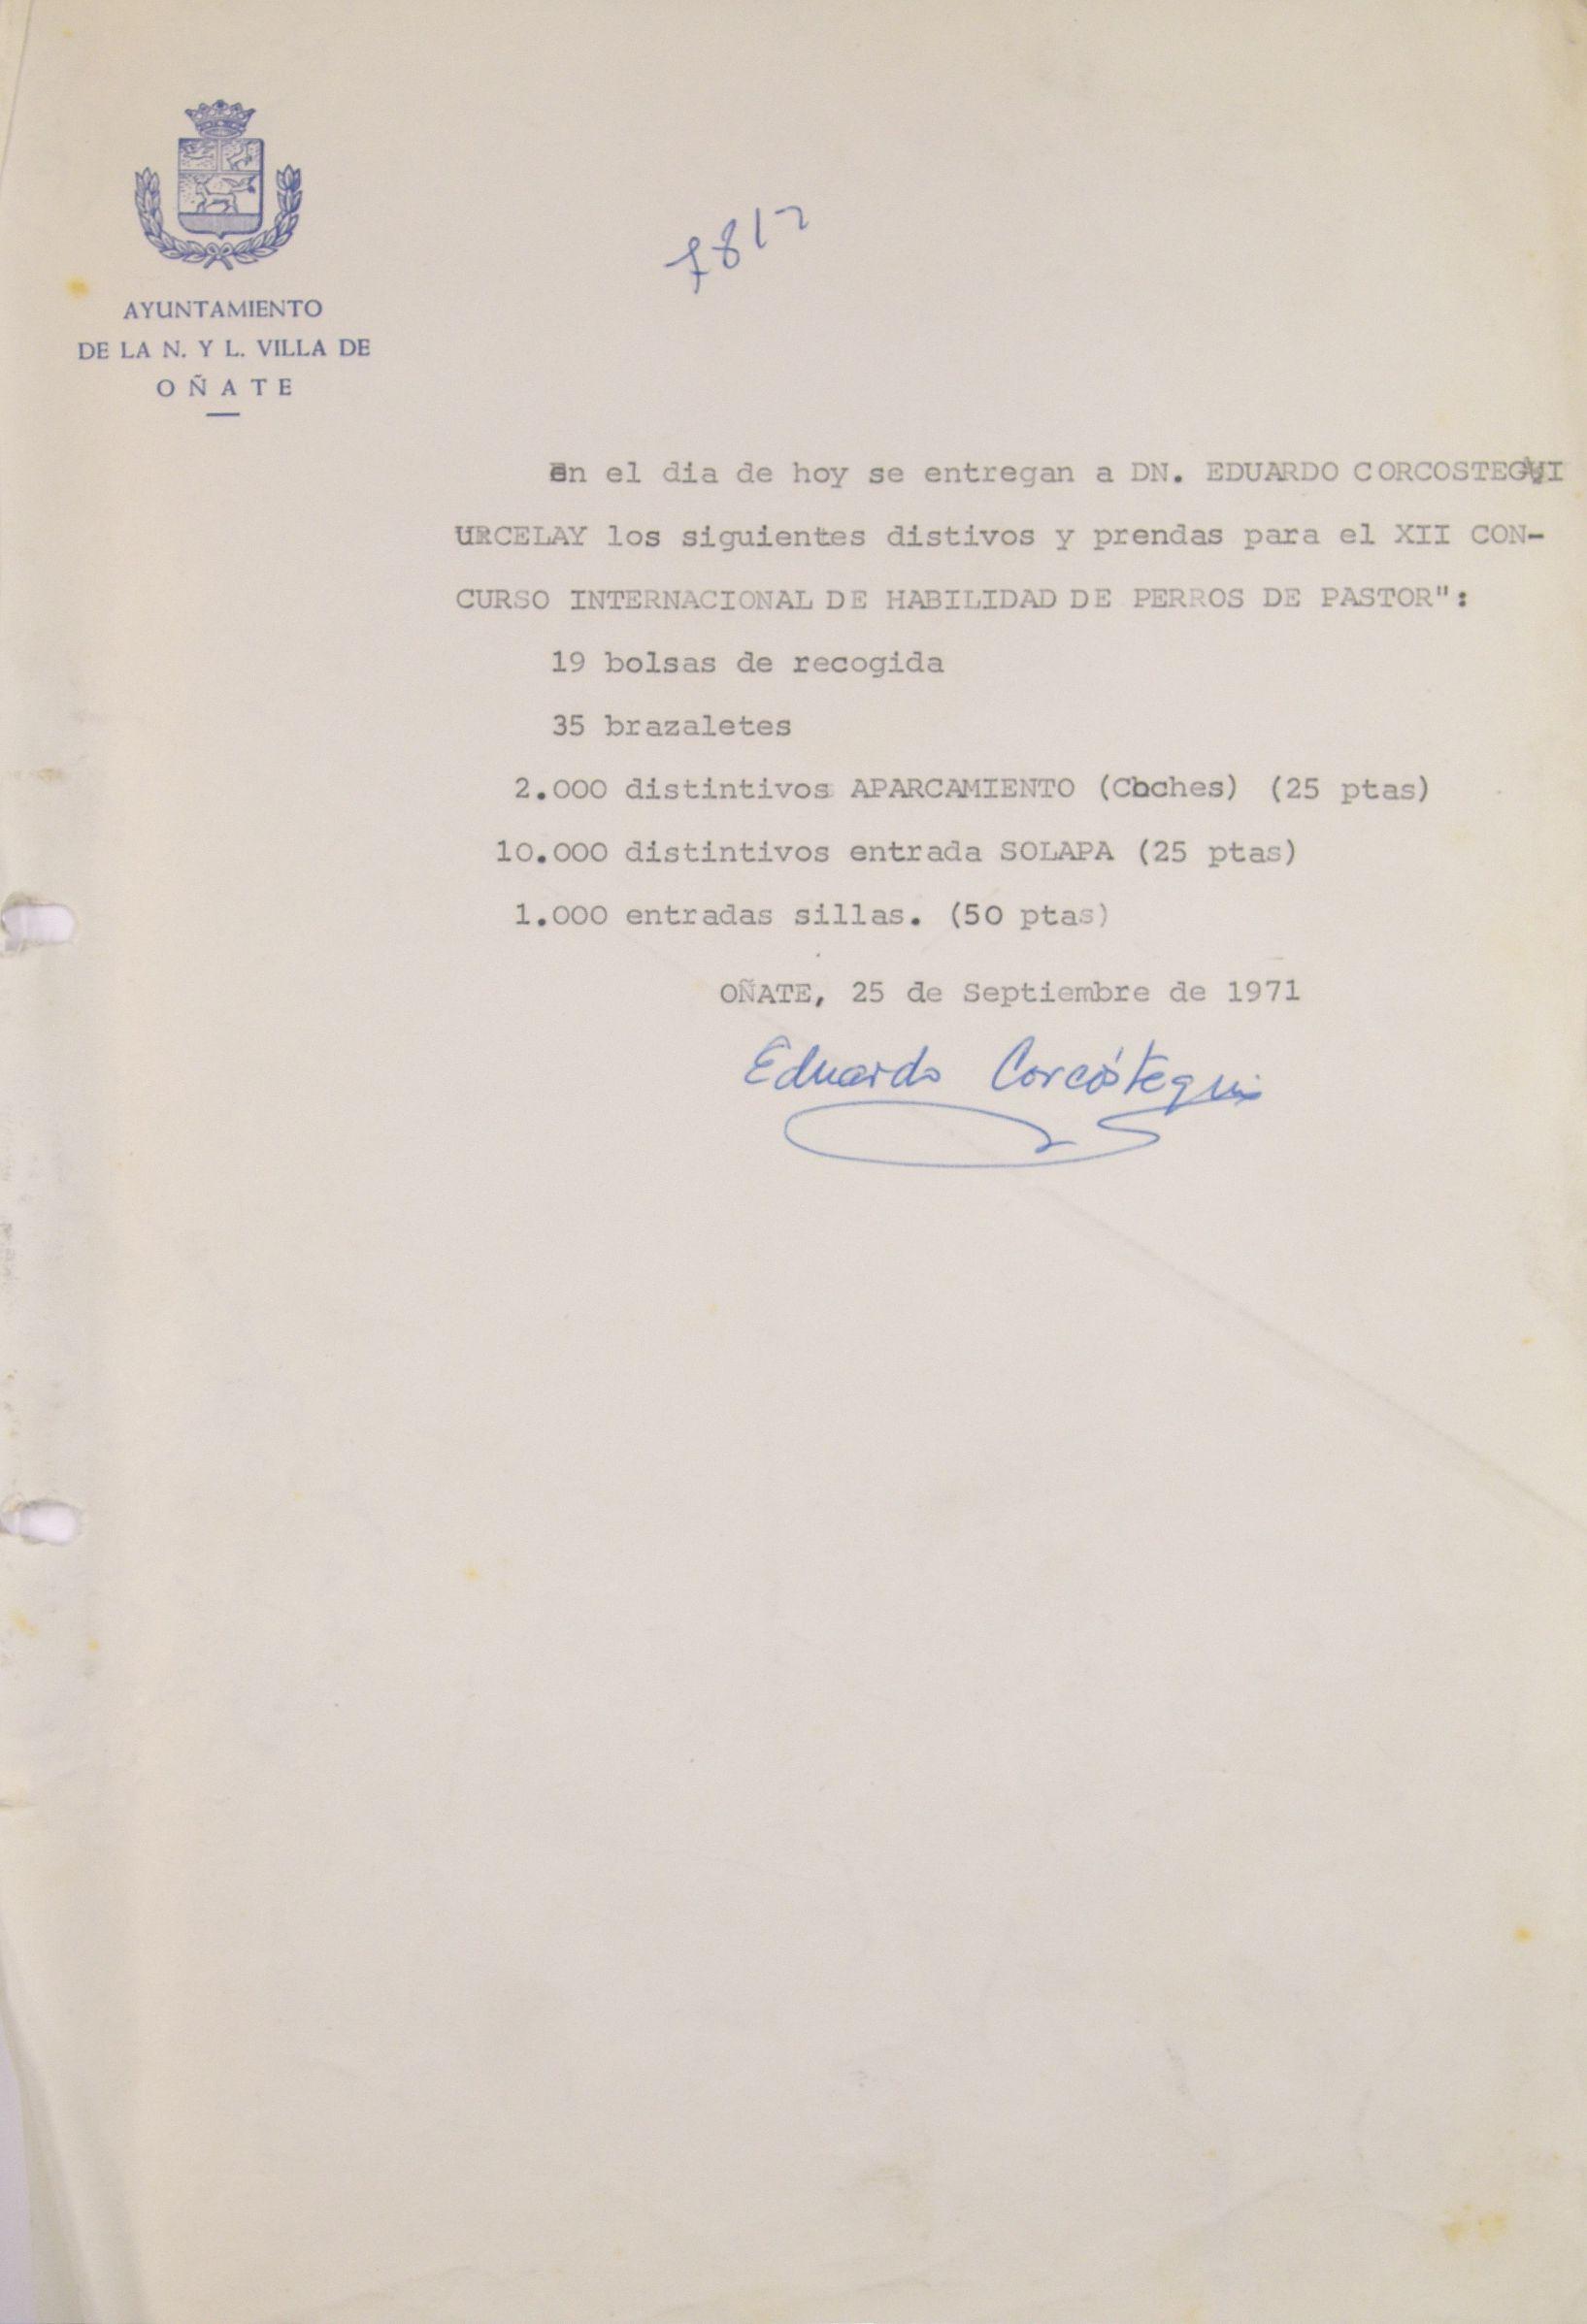 AYUNTAMIENTO
DE LA N. Y L. VILLA DE
OÑATE
7812
En el dia de hoy se entregan a DN. EDUARDO CORCOSTEGUI
URCELAY los siguientes distivos y prendas para el XII CON-
CURSO INTERNACIONAL DE HABILIDAD DE PERROS DE PASTOR":
19 bolsas de recogida
35 brazaletes
2.000 distintivos APARCAMIENTO (Coches) (25 ptas)
10.000 distintivos entrada SOLAPA (25 ptas)
1.000 entradas sillas. (50 ptas)
OÑATE, 25 de Septiembre de 1971
Eduardo Corcóstegui